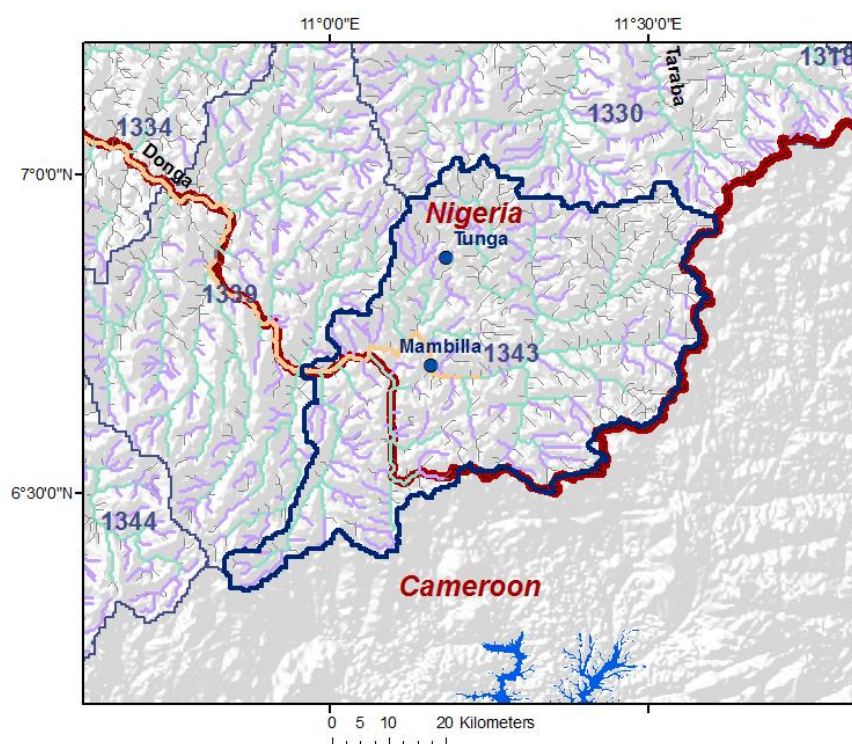 11°0'0"E
11°30'0"E
1318
Taraba
1330
1334
Donga
7°0'0"N
Nigeria
Tunga
1339
Mambilla
1343
6°30'0"N
1344
Cameroon
0 5 10 20 Kilometers